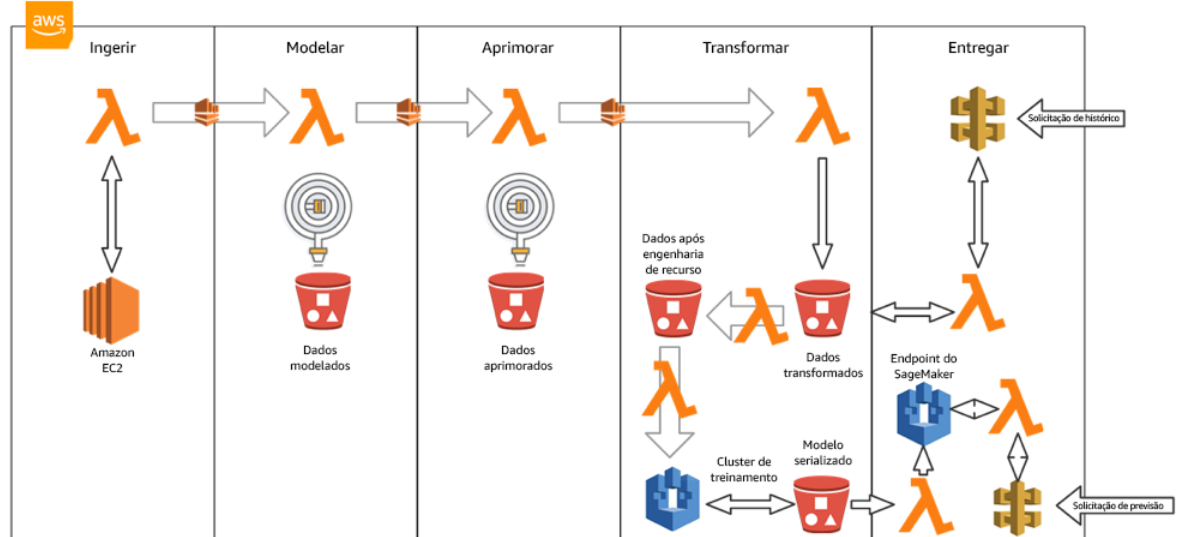 aws
Ingerir
Modelar
Aprimorar
Transformar
Entregar
Solicitação de histórico
Dados após
engenharia
de recurso
Amazon
EC2
Dados
modelados
Dados
aprimorados
Dados
transformados
Endpoint do
SageMaker
Cluster de
treinamento
Modelo
serializado
Solicitação de previsão